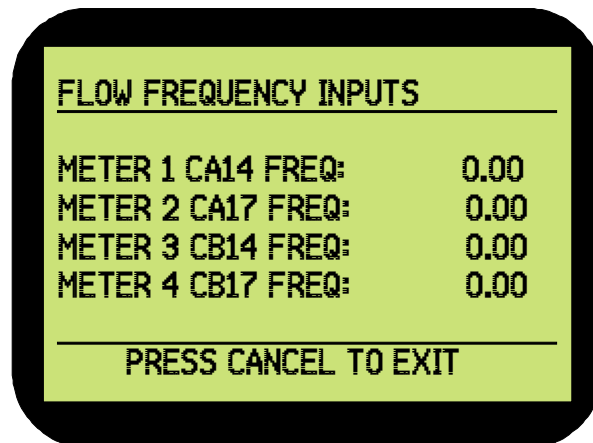 FLOW FREQUENCY INPUTS
METER 1 CA14 FREQ: 0.00
METER 2 CA17 FREQ: 0.00
METER 3 CB14 FREQ: 0.00
METER 4 CB17 FREQ: 0.00
PRESS CANCEL TO EXIT